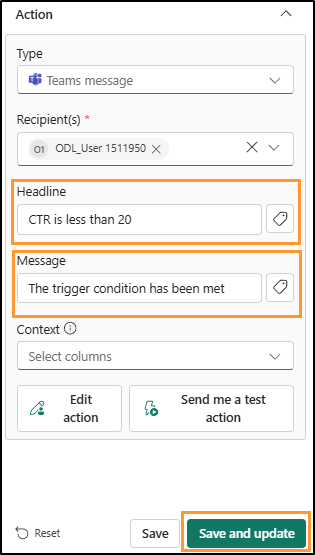 Action
Type
Teams message
Recipient(s) *
O1 ODL_User 1511950
Headline
CTR is less than 20
Message
The trigger condition has been met
Context
Select columns
Edit
action
Send me a test
action
Reset
Save
Save and update